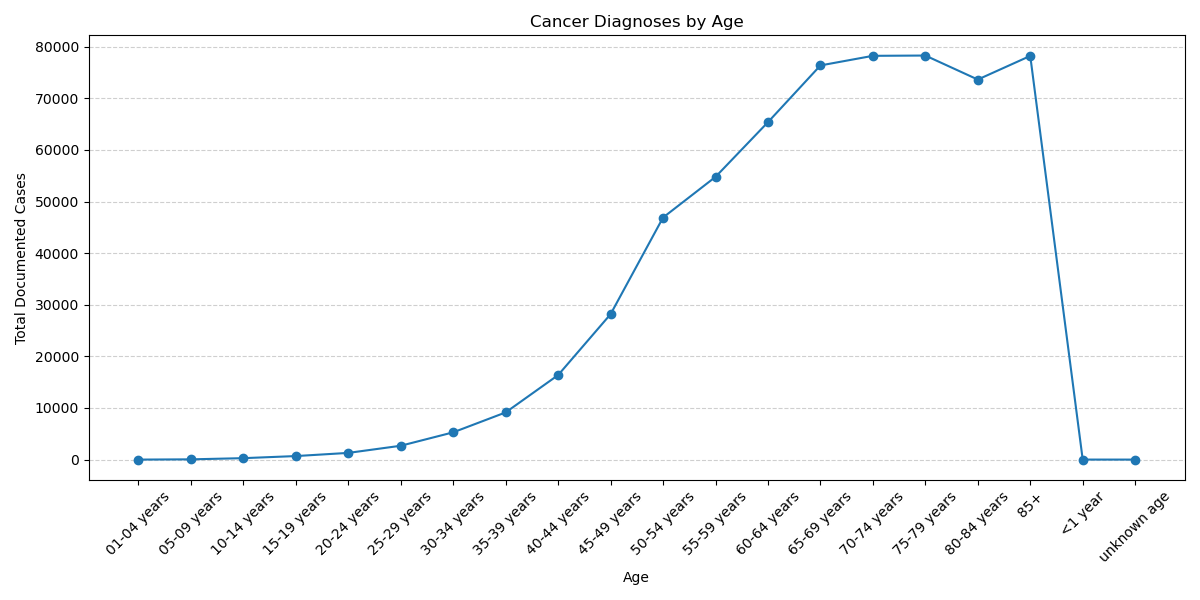 Cancer Diagnoses by Age
Total Documented Cases
80000
70000
60000
50000
40000
30000
20000
10000
0
01-04 years
05-09 years
10-14 years
15-19 years
20-24 years
25-29 years
30-34 years
35-39 years
40-44 years
45-49 years
50-54 years
55-59 years
60-64 years
65-69 years
70-74 years
75-79 years
80-84 years
85+
<1 year
unknown age
Age